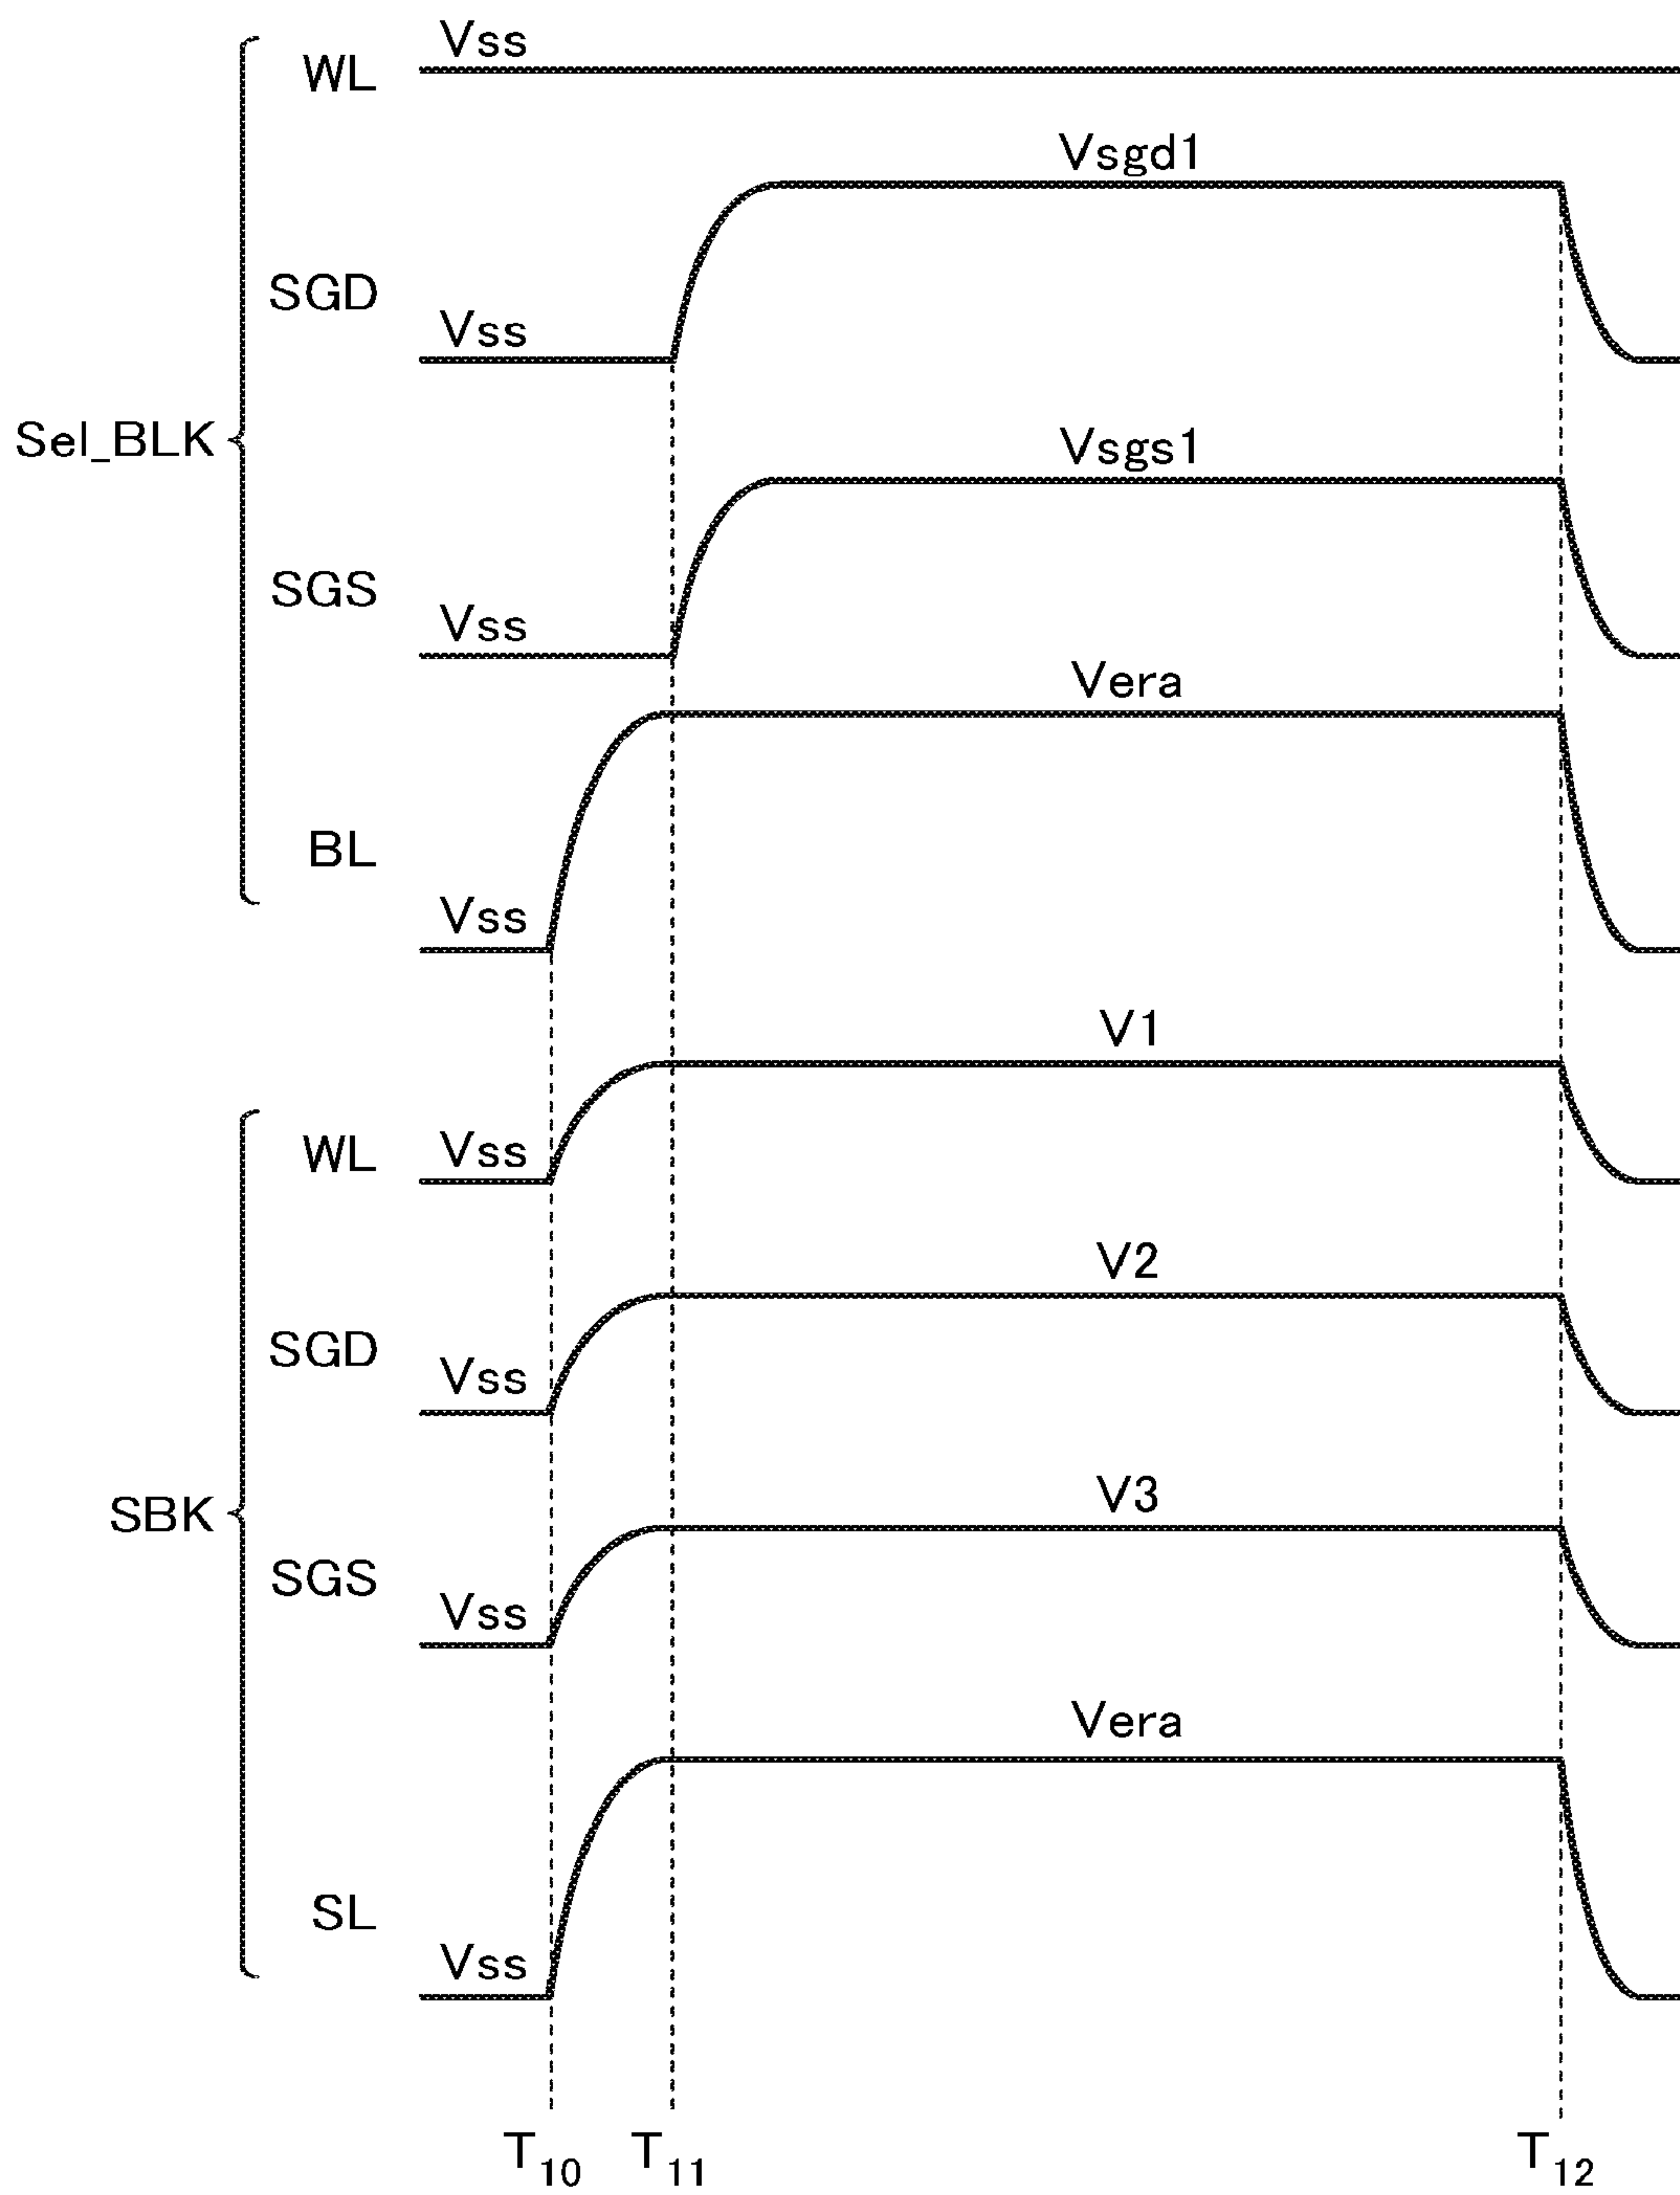 Vss
WL
Vsgd1
SGD
Vss
Sel_BLK
Vsgs1
SGS
Vss
Vera
BL
Vss
V1
WL
Vss
V2
SGD
Vss
V3
SBK
SGS
Vss
Vera
SL
Vss
T10 T11 T12